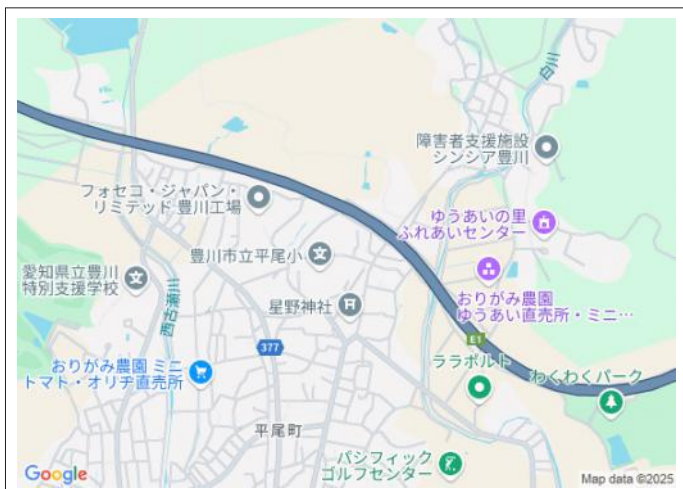 白川
障害者支援施設
シンシア豊川
フォセコ・ジャパン・
リミテッド 豊川工場
ゆうあいの里
ふれあいセンター
豊川市立平尾小
愛知県立豊川
特別支援学校
西古瀬川
おりがみ農園
ゆうあい直売所・ミニ…
星野神社
E1
377
ララポルト
わくわくパーク
おりがみ農園 ミニ
トマト・オリチ直売所
平尾町
パシフィック
ゴルフセンター
Google
Map data ©2025